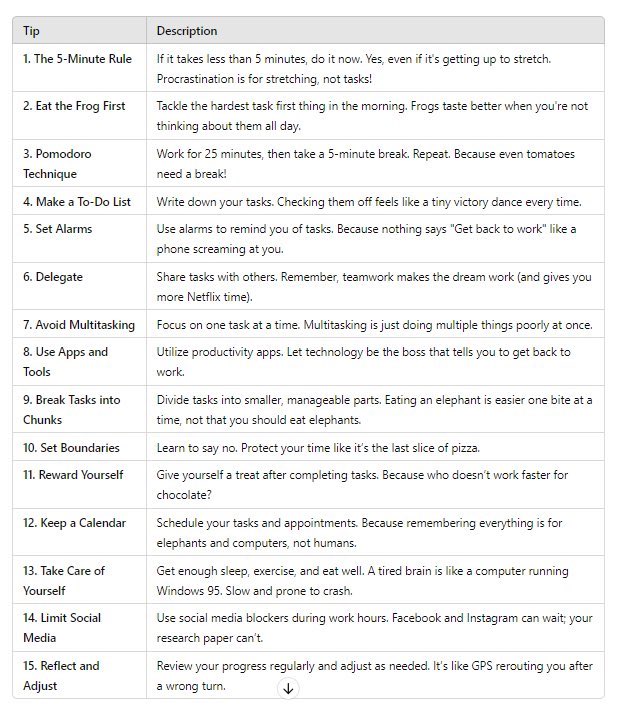 Tip Description
1. The 5-Minute Rule If it takes less than 5 minutes, do it now. Yes, even if it's getting up to stretch.
Procrastination is for stretching, not tasks!
2. Eat the Frog First Tackle the hardest task first thing in the morning. Frogs taste better when you're not
thinking about them all day.
3. Pomodoro Work for 25 minutes, then take a 5-minute break. Repeat. Because even tomatoes
Technique need a break!
4. Make a To-Do List Write down your tasks. Checking them off feels like a tiny victory dance every time.
5. Set Alarms Use alarms to remind you of tasks. Because nothing says "Get back to work" like a
phone screaming at you.
6. Delegate Share tasks with others. Remember, teamwork makes the dream work (and gives you
more Netflix time).
7. Avoid Multitasking Focus on one task at a time. Multitasking is just doing multiple things poorly at once.
8. Use Apps and Utilize productivity apps. Let technology be the boss that tells you to get back to
Tools work.
9. Break Tasks into Divide tasks into smaller, manageable parts. Eating an elephant is easier one bite at a
Chunks time, not that you should eat elephants.
10. Set Boundaries Learn to say no. Protect your time like it's the last slice of pizza.
11. Reward Yourself Give yourself a treat after completing tasks. Because who doesn't work faster for
chocolate?
12. Keep a Calendar Schedule your tasks and appointments. Because remembering everything is for
elephants and computers, not humans.
13. Take Care of Get enough sleep, exercise, and eat well. A tired brain is like a computer running
Yourself Windows 95. Slow and prone to crash.
14. Limit Social Use social media blockers during work hours. Facebook and Instagram can wait; your
Media research paper can't.
15. Reflect and Review your progress regularly and adjust as needed. It's like GPS rerouting you after
Adjust a wrong turn.